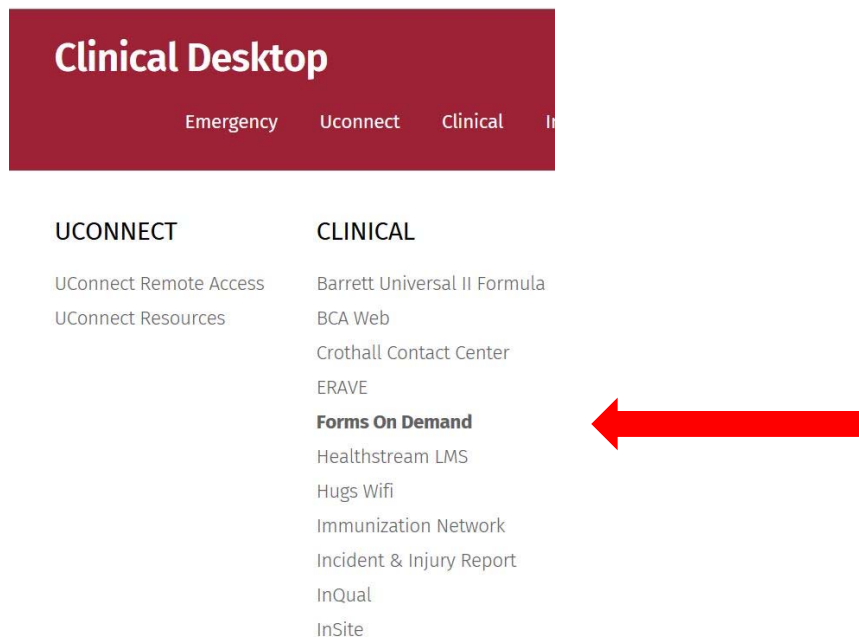 Clinical Desktop
Emergency Uconnect Clinical
UCONNECT
UConnect Remote Access
UConnect Resources
CLINICAL
Barrett Universal II Formula
BCA Web
Crothall Contact Center
ERAVE
Forms On Demand
Healthstream LMS
Hugs Wifi
Immunization Network
Incident & Injury Report
InQual
InSite